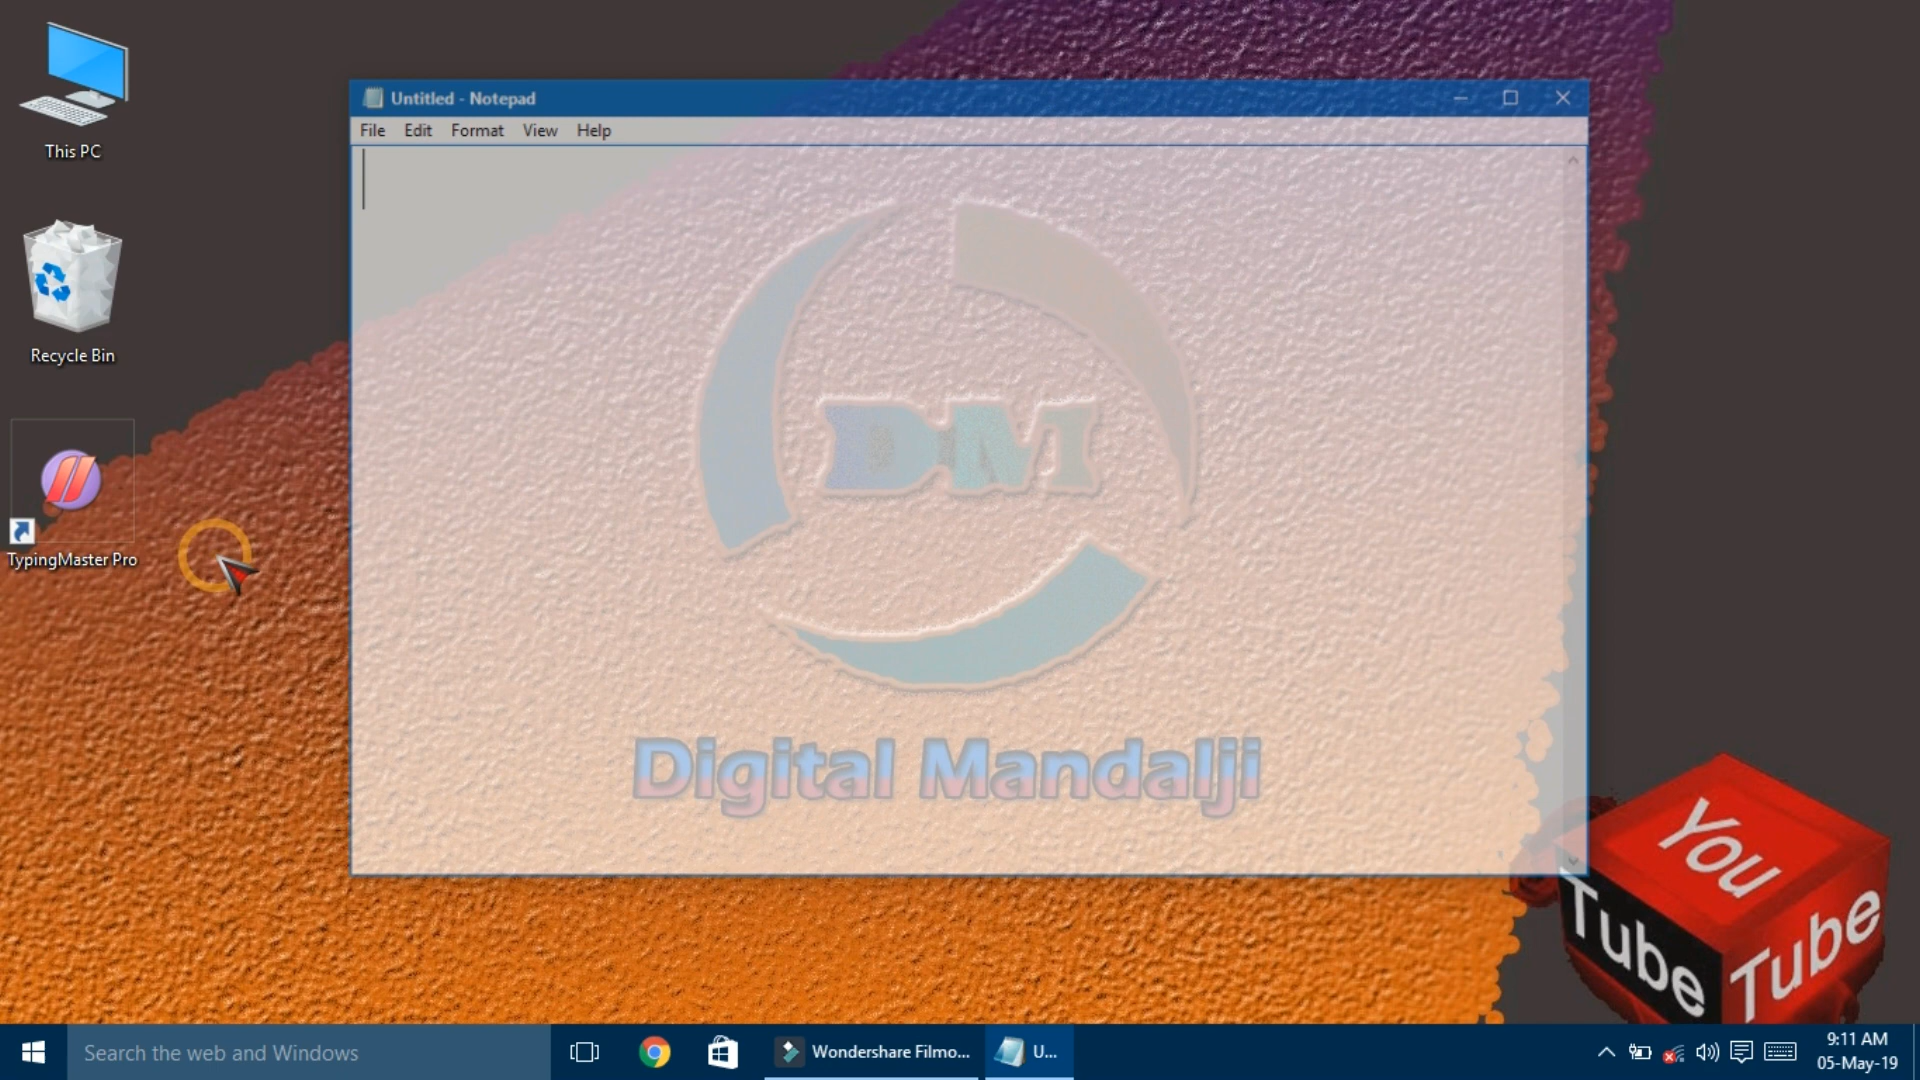 This PC
Recycle Bin
TypingMaster Pro
Untitled - Notepad
File Edit Format View Help
DM
Digital Mandalji
You
Tube
Tube
Search the web and Windows
Wondershare Filmo...
U...
9:11 AM
05-May-19